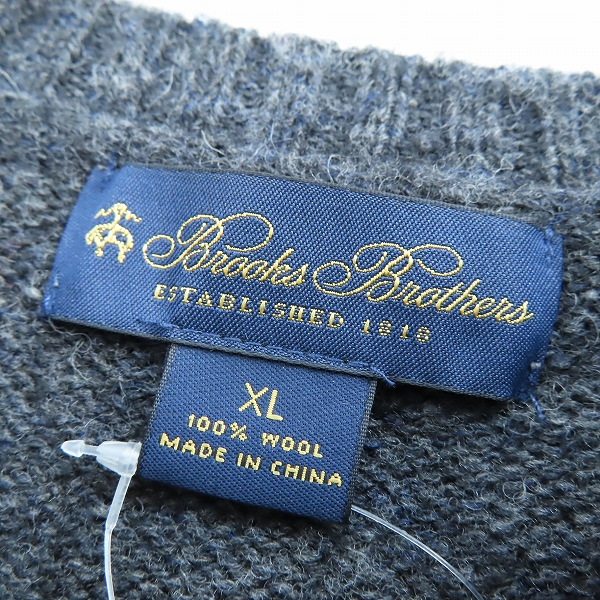 Brooks Brothers
ESTABLISHED 1818
XL
100% WOOL
MADE IN CHINA